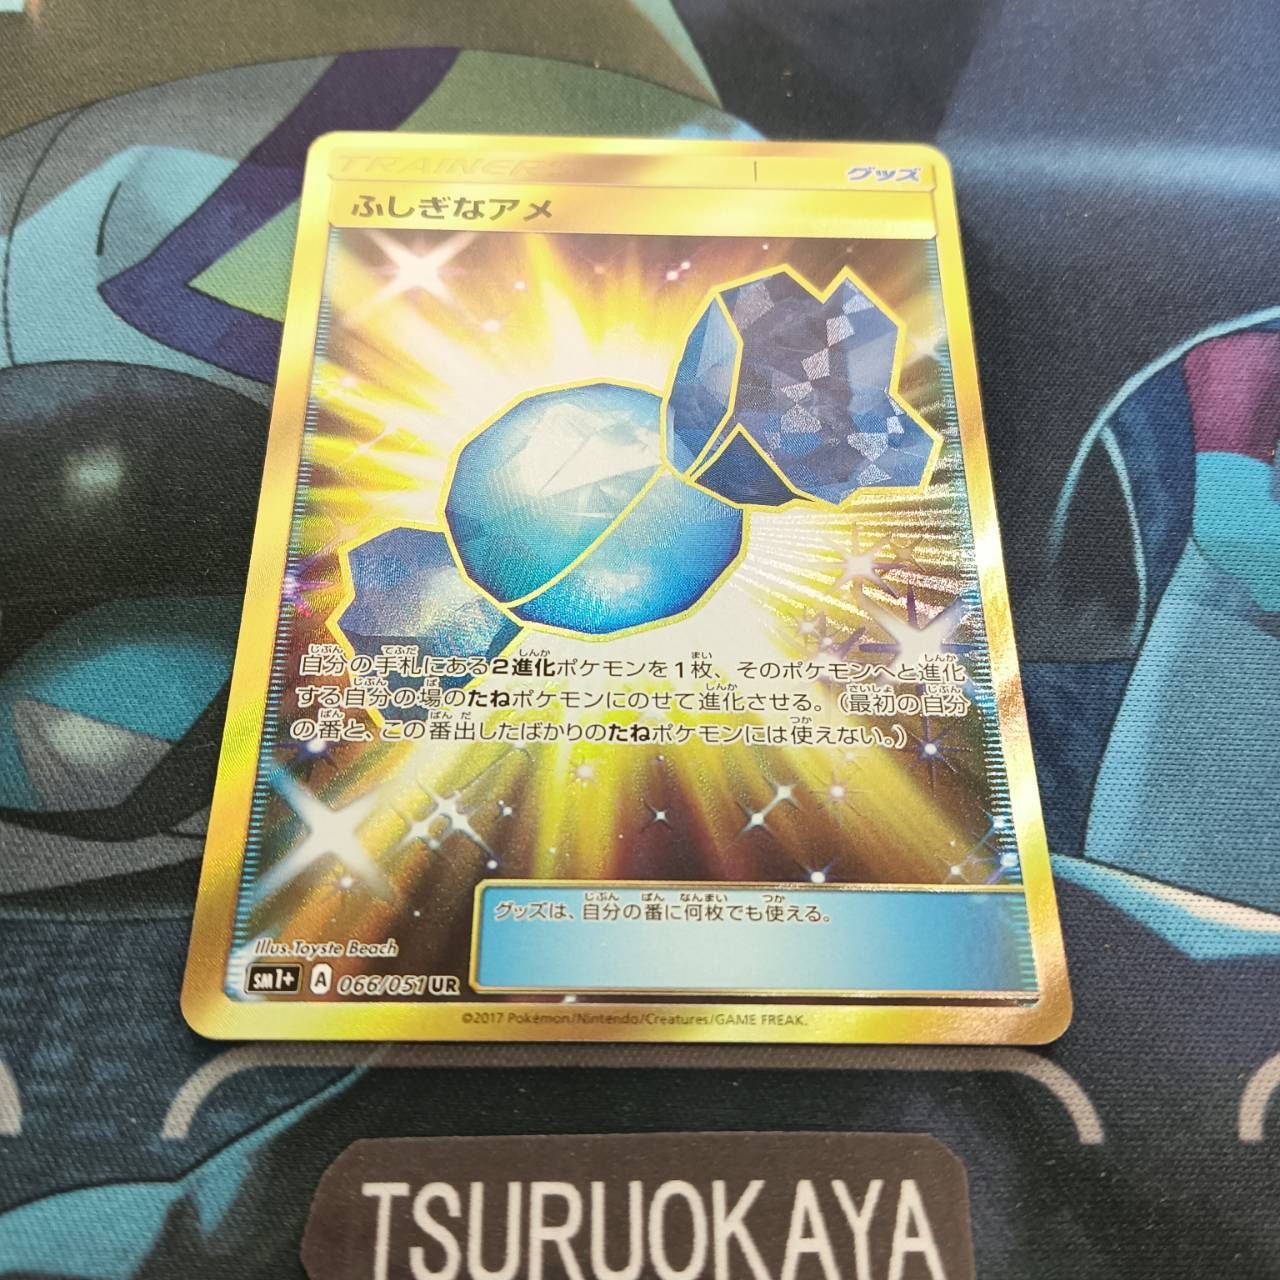 TRAINERS
グッズ
ふしぎなアメ
自分の手札にある2進化ポケモンを1枚、そのポケモンへと進化
する自分の場のたねポケモンにのせて進化させる。（最初の自分
の番と、この番出したばかりのたねポケモンには使えない。）
グッズは、自分の番に何枚でも使える。
Illus.Toyste Beach
SM1+ A 066/051 UR
©2017 Pokémon/Nintendo/Creatures/GAME FREAK.
TSURUOKAYA